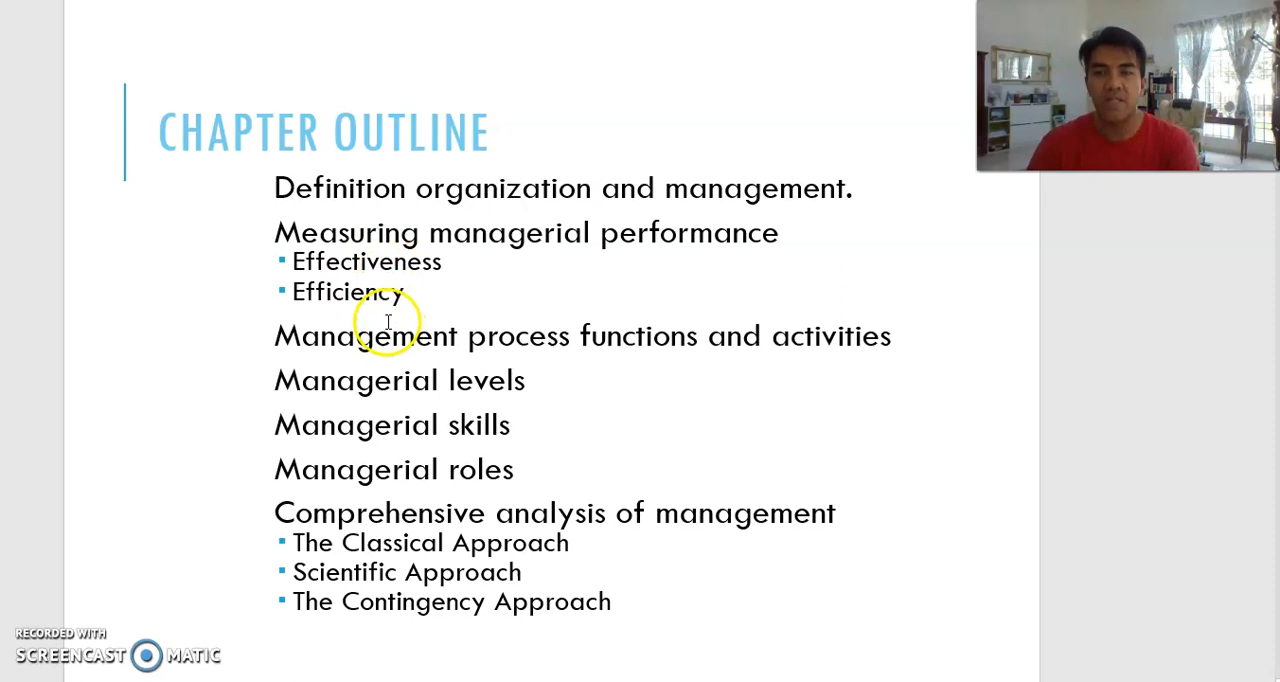 CHAPTER OUTLINE
Definition organization and management.
Measuring managerial performance
Effectiveness
Efficiency
Management process functions and activities
Managerial levels
Managerial skills
Managerial roles
Comprehensive analysis of management
The Classical Approach
Scientific Approach
The Contingency Approach
RECORDED WITH
SCREENCAST MATIC